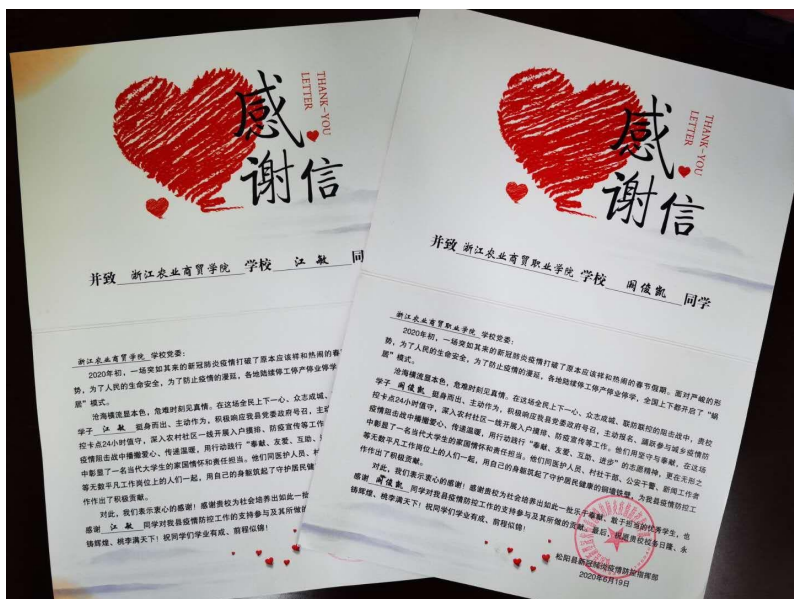 感
谢信
THANK-YOU
LETTER
并致 浙江农业商贸学院 学校 江敏 同
浙江农业商贸学院 学校党委：
2020年初，一场突如其来的新冠肺炎疫情打破了原本应该祥和热闹的春节
势，为了人民的生命安全，为了防止疫情的蔓延，各地陆续停工停产停业停学
居”模式。
沧海横流显本色，危难时刻见真情。在这场全民上下一心、众志成城、
学子 江敏 挺身而出、主动作为，积极响应我县党委政府号召，主动
控卡点24小时值守，深入农村社区一线开展入户摸排、防疫宣传等工作
疫情阻击战中播撒爱心、传递温暖，用行动践行“奉献、友爱、互助、
中彰显了一名当代大学生的家国情怀和责任担当。他们同医护人员、村
等无数平凡工作岗位上的人们一起，用自己的身躯筑起了守护居民健
作作出了积极贡献。
对此，我们表示衷心的感谢！感谢贵校为社会培养出如此一批
感谢 江敏 同学对我县疫情防控工作的支持参与及其所做的
铸辉煌、桃李满天下！祝同学们学业有成、前程似锦！
感
谢信
THANK-YOU
LETTER
并致 浙江农业商贸职业学院 学校 阙俊凯 同学
浙江农业商贸职业学院 学校党委：
2020年初，一场突如其来的新冠肺炎疫情打破了原本应该祥和热闹的春节假期。面对严峻的形
势，为了人民的生命安全，为了防止疫情的蔓延，各地陆续停工停产停业停学，全国上下都开启了“蜗
居”模式。
沧海横流显本色，危难时刻见真情。在这场全民上下一心、众志成城、联防联控的阻击战中，贵校
学子 阙俊凯 挺身而出、主动作为，积极响应我县党委政府号召，主动报名、踊跃参与城乡疫情防
控卡点24小时值守，深入农村社区一线开展入户摸排、防疫宣传等工作。他们用坚守与奉献，在这场
疫情阻击战中播撒爱心、传递温暖，用行动践行“奉献、友爱、互助、进步”的志愿精神，更在无形之
中彰显了一名当代大学生的家国情怀和责任担当。他们同医护人员、村社干部、公安干警、新闻工作者
等无数平凡工作岗位上的人们一起，用自己的身躯筑起了守护居民健康的铜墙铁壁，为我县疫情防控工
作作出了积极贡献。
对此，我们表示衷心的感谢！感谢贵校为社会培养出如此一批乐于奉献、敢于担当的优秀学生，也
感谢 阙俊凯 同学对我县疫情防控工作的支持参与及其所做的贡献。最后，祝愿贵校校务日隆、永
铸辉煌、桃李满天下！祝同学们学业有成、前程似锦！
松阳县新冠肺炎疫情防控指挥部
2020年6月19日